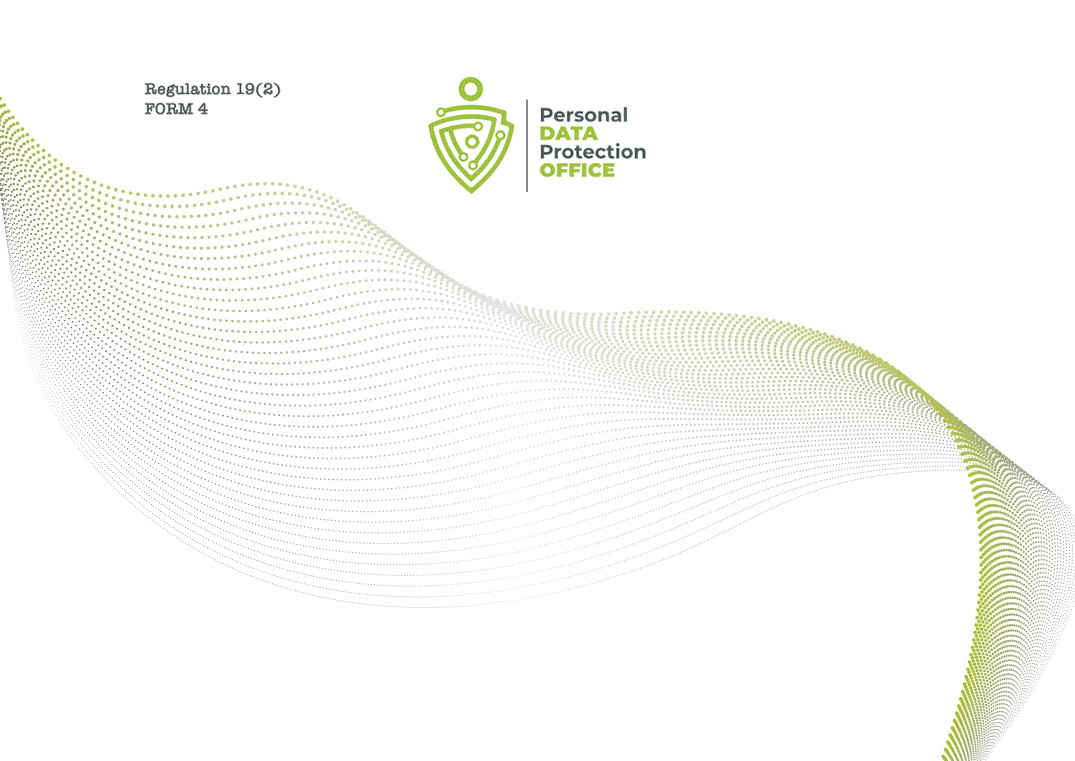 Regulation 19(2)
FORM 4
Personal
DATA
Protection
OFFICE